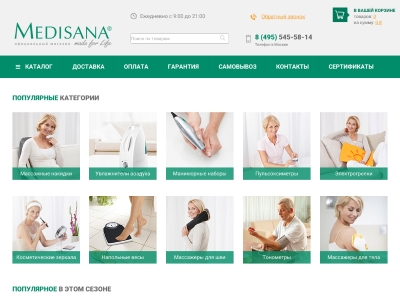 MEDISANA®
ОФИЦИАЛЬНЫЙ МАГАЗИН made for Life
Ежедневно с 9:00 до 21:00
Поиск по товарам
Обратный звонок
8 (495) 545-58-14
Телефон в Москве
В ВАШЕЙ КОРЗИНЕ
товаров: 0
на сумму: 0
КАТАЛОГ ДОСТАВКА ОПЛАТА ГАРАНТИЯ САМОВЫВОЗ КОНТАКТЫ СЕРТИФИКАТЫ
ПОПУЛЯРНЫЕ КАТЕГОРИИ
Массажные накидки Увлажнители воздуха Маникюрные наборы Пульсоксиметры Электрогрелки
Косметические зеркала Напольные весы Массажеры для шеи Тонометры Массажеры для тела
ПОПУЛЯРНОЕ В ЭТОМ СЕЗОНЕ